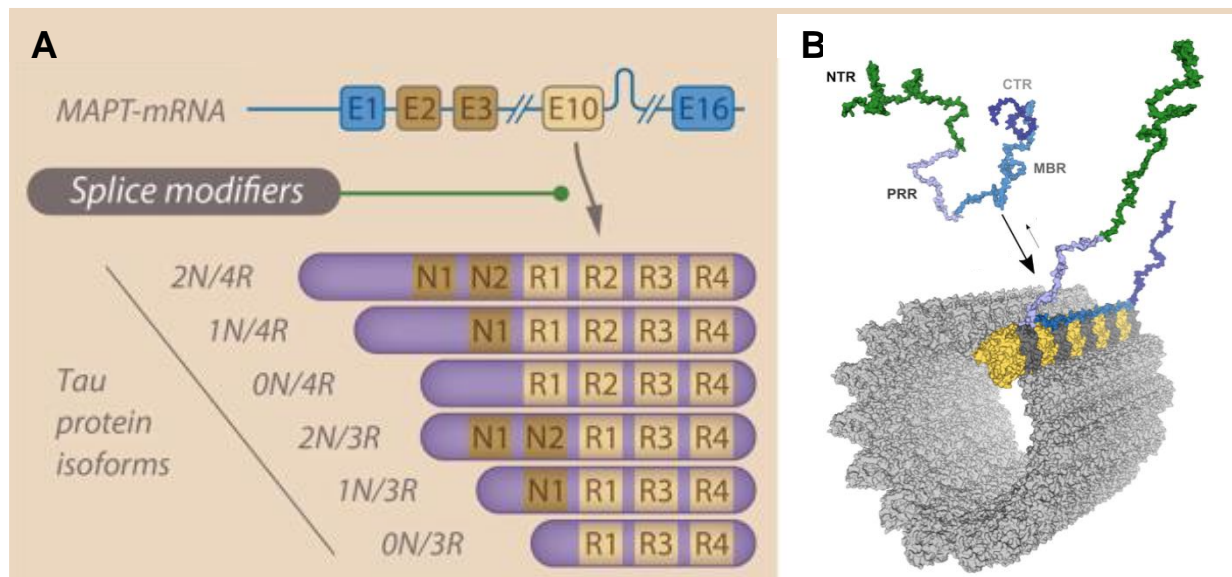 A
MAPT-mRNA E1 E2 E3 E10 E16
Splice modifiers
2N/4R N1 N2 R1 R2 R3 R4
1N/4R N1 R1 R2 R3 R4
0N/4R R1 R2 R3 R4
2N/3R N1 N2 R1 R3 R4
1N/3R N1 R1 R3 R4
0N/3R R1 R3 R4
Tau
protein
isoforms
B
NTR
CTR
MBR
PRR